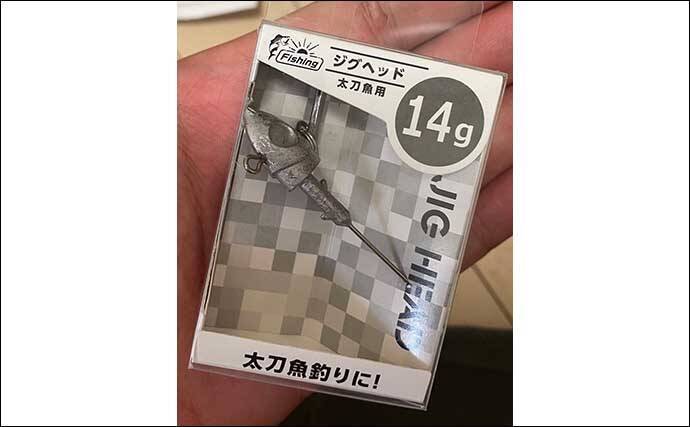 Fishing
ジグヘッド
太刀魚用
14g
JIG HEAD
太刀魚釣りに!